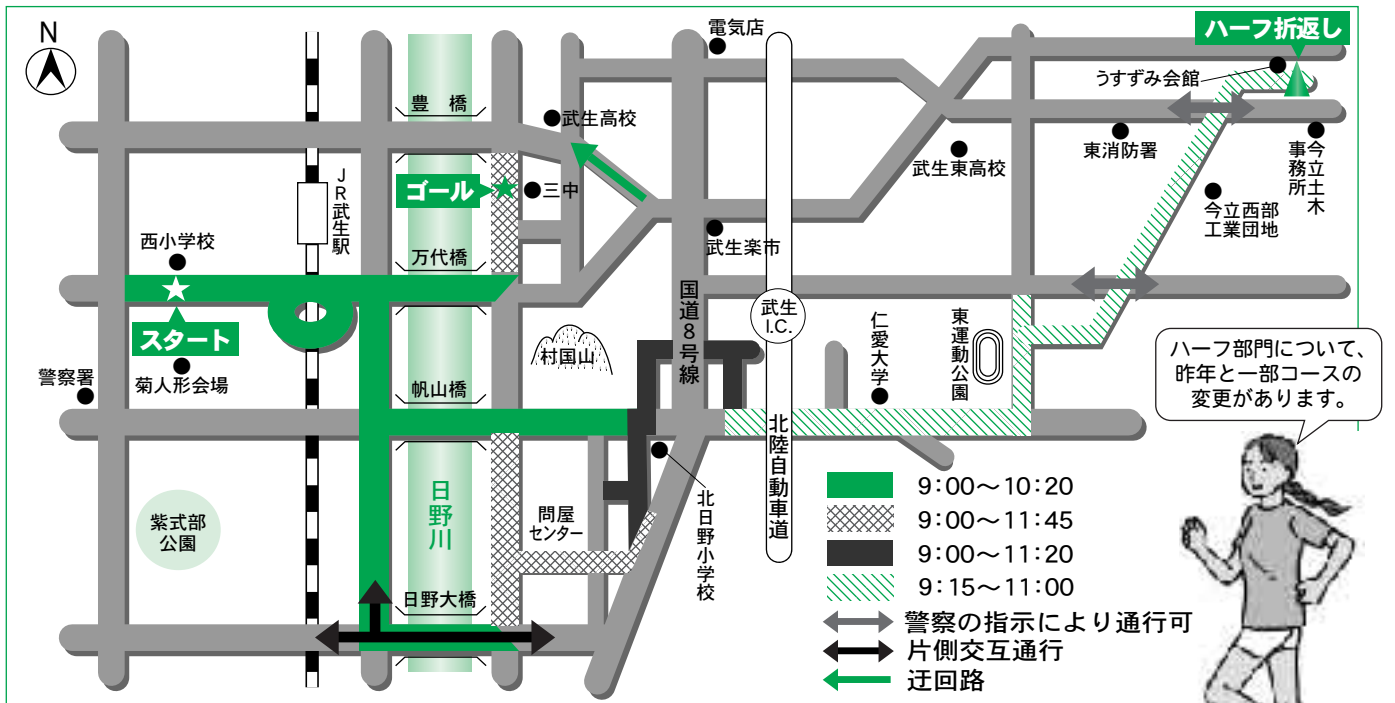 N
電気店
ハーフ折返し
うすずみ会館
豊橋
武生高校
東消防署
今立土木
事務所
武生東高校
JR武生駅
ゴール
三中
今立西部
工業団地
西小学校
万代橋
武生楽市
国道8号線
武生
I.C.
スタート
村国山
仁愛大学
東運動公園
ハーフ部門について、
昨年と一部コースの
変更があります。
警察署
菊人形会場
帆山橋
北陸自動車道
日野川
紫式部
公園
問屋
センター
北日野小学校
日野大橋
9:00〜10:20
9:00〜11:45
9:00〜11:20
9:15〜11:00
警察の指示により通行可
片側交互通行
迂回路